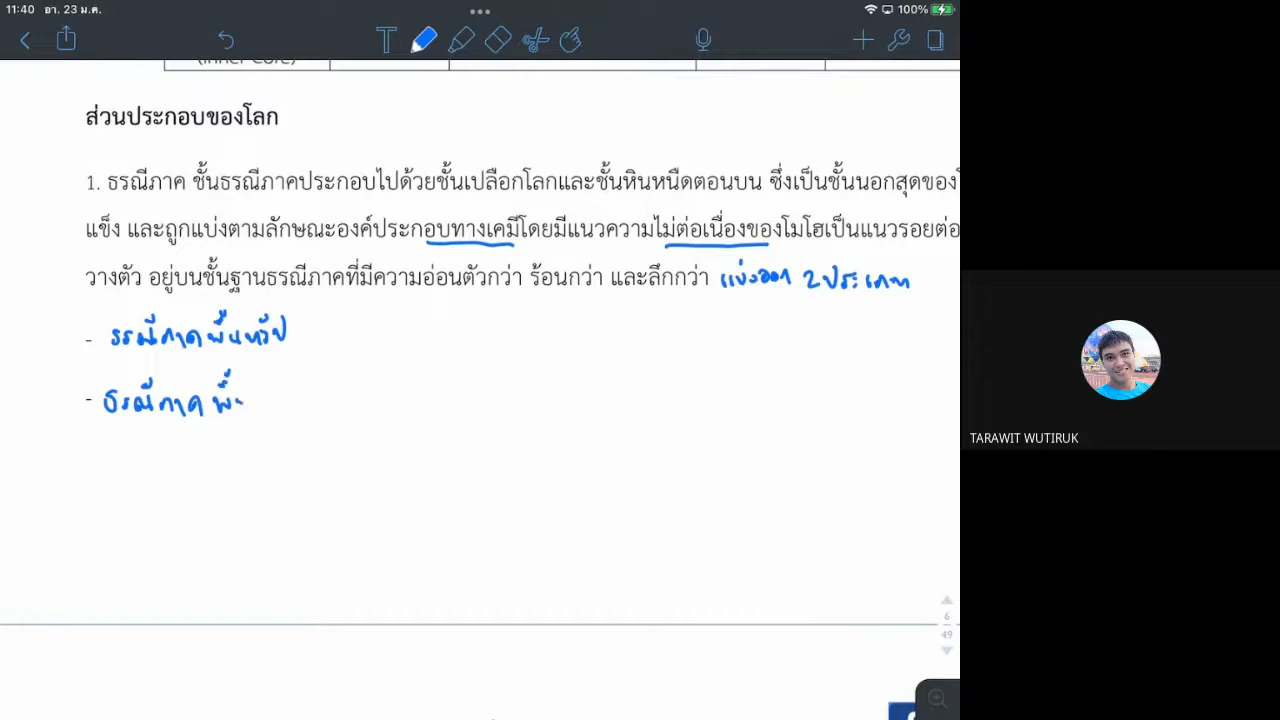 11:40 อา. 23 ม.ค.
100%
T
(Inner Core)
ส่วนประกอบของโลก
1. ธรณีภาค ชั้นธรณีภาคประกอบไปด้วยชั้นเปลือกโลกและชั้นหินหนืดตอนบน ซึ่งเป็นชั้นนอกสุดของ
แข็ง และถูกแบ่งตามลักษณะองค์ประกอบทางเคมีโดยมีแนวความไม่ต่อเนื่องของโมโฮเป็นแนวรอยต่อ
วางตัว อยู่บนชั้นฐานธรณีภาคที่มีความอ่อนตัวกว่า ร้อนกว่า และลึกกว่า แบ่งออก 2 ประเภท
- ธรณีภาคพื้นทวีป
- ธรณีภาค พื้น
6
49
TARAWIT WUTIRUK